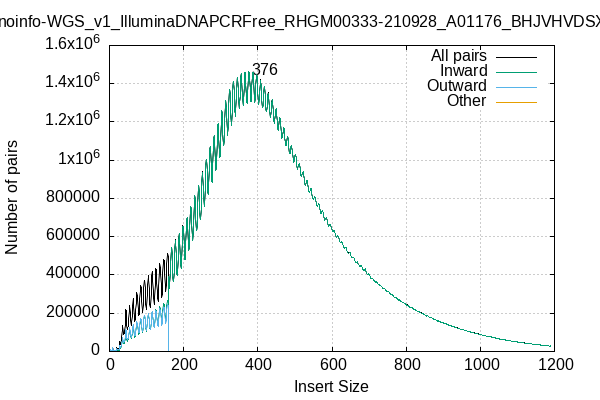 noinfo-WGS_v1_IlluminaDNAPCRFree_RHGM00333-210928_A01176_BHJVHVDSX
1.6x10^6
1.4x10^6
1.2x10^6
1x10^6
800000
600000
400000
200000
0
Number of pairs
All pairs
Inward
Outward
Other
376
0 200 400 600 800 1000 1200
Insert Size